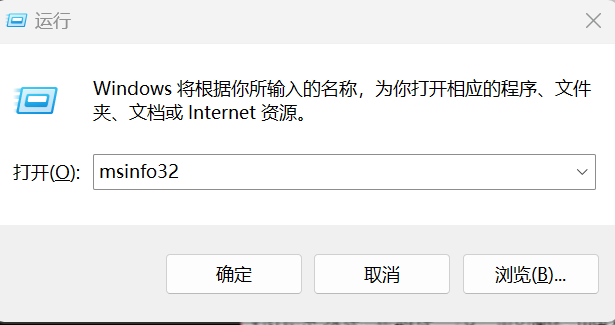 运行
Windows 将根据你所输入的名称，为你打开相应的程序、文件
夹、文档或 Internet 资源。
打开(O): msinfo32
确定 取消 浏览(B)...